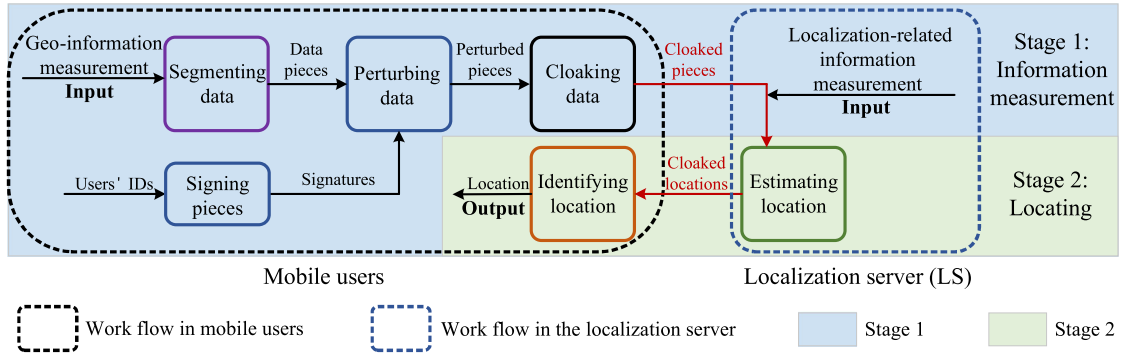 Geo-information
measurement
Input
Segmenting
data
Data
pieces
Perturbing
data
Perturbed
pieces
Cloaking
data
Cloaked
pieces
Localization-related
information
measurement
Input
Stage 1:
Information
measurement
Users' IDs
Signing
pieces
Signatures
Location
Output
Identifying
location
Cloaked
locations
Estimating
location
Stage 2:
Locating
Mobile users
Localization server (LS)
Work flow in mobile users
Work flow in the localization server
Stage 1
Stage 2